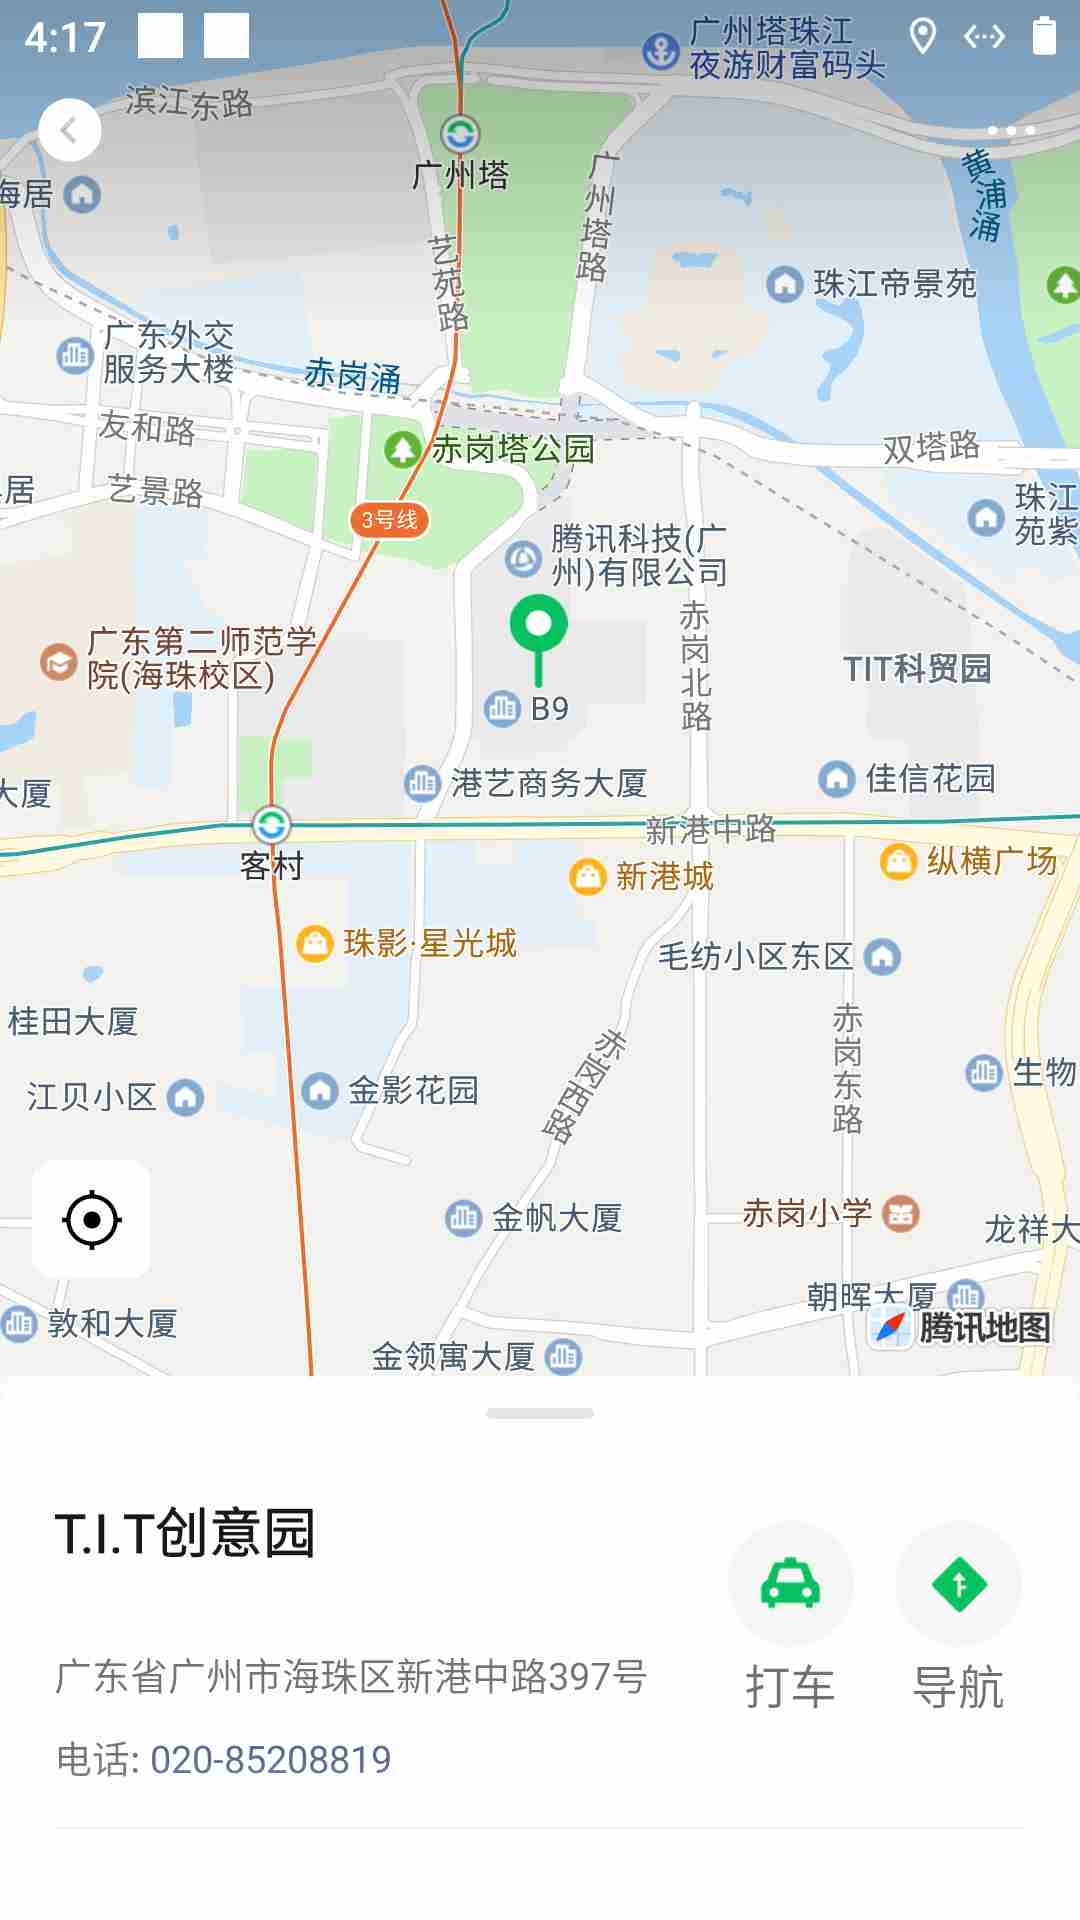 4:17
广州塔珠江
夜游财富码头
滨江东路
广州塔
海居
广州塔路
黄浦涌
艺苑路
珠江帝景苑
广东外交
服务大楼
赤岗涌
友和路
赤岗塔公园
双塔路
居
艺景路
3号线
珠江
苑紫
腾讯科技(广
州)有限公司
赤岗北路
广东第二师范学
院(海珠校区)
TIT科贸园
B9
大厦
港艺商务大厦
佳信花园
新港中路
客村
新港城
纵横广场
珠影·星光城
毛纺小区东区
桂田大厦
赤岗东路
赤岗西路
江贝小区
金影花园
生物
金帆大厦
赤岗小学
龙祥大
朝晖大厦
敦和大厦
腾讯地图
金领寓大厦
T.I.T创意园
广东省广州市海珠区新港中路397号
打车
导航
电话: 020-85208819